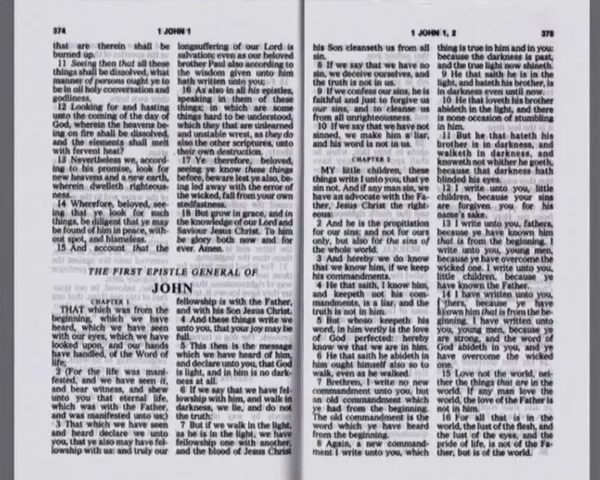 374
1 JOHN 1
that are therein shall be
burned up.
11 Seeing then that all these
things shall be dissolved, what
manner of persons ought ye to
be in all holy conversation and
godliness,
12 Looking for and hasting
unto the coming of the day of
God, wherein the heavens be-
ing on fire shall be dissolved,
and the elements shall melt
with fervent heat?
13 Nevertheless we, accord-
ing to his promise, look for
new heavens and a new earth,
wherein dwelleth righteous-
ness.
14 Wherefore, beloved, see-
ing that ye look for such
things, be diligent that ye may
be found of him in peace, with-
out spot, and blameless.
15 And account that the
longsuffering of our Lord is
salvation; even as our beloved
brother Paul also according to
the wisdom given unto him
hath written unto you;
16 As also in all his epistles,
speaking in them of these
things; in which are some
things hard to be understood,
which they that are unlearned
and unstable wrest, as they do
also the other scriptures, unto
their own destruction.
17 Ye therefore, beloved,
seeing ye know these things
before, beware lest ye also, be-
ing led away with the error of
the wicked, fall from your own
stedfastness.
18 But grow in grace, and in
the knowledge of our Lord and
Saviour Jesus Christ. To him
be glory both now and for
ever. Amen.
THE FIRST EPISTLE GENERAL OF
JOHN
CHAPTER 1
THAT which was from the
beginning, which we have
heard, which we have seen
with our eyes, which we have
looked upon, and our hands
have handled, of the Word of
life;
2 (For the life was mani-
fested, and we have seen it,
and bear witness, and shew
unto you that eternal life,
which was with the Father,
and was manifested unto us;)
3 That which we have seen
and heard declare we unto
you, that ye also may have fel-
lowship with us: and truly our
fellowship is with the Father,
and with his Son Jesus Christ.
4 And these things write we
unto you, that your joy may be
full.
5 This then is the message
which we have heard of him,
and declare unto you, that God
is light, and in him is no dark-
ness at all.
6 If we say that we have fel-
lowship with him, and walk in
darkness, we lie, and do not
the truth:
7 But if we walk in the light,
as he is in the light, we have
fellowship one with another,
and the blood of Jesus Christ
1 JOHN 1, 2
375
his Son cleanseth us from all
sin.
8 If we say that we have no
sin, we deceive ourselves, and
the truth is not in us.
9 If we confess our sins, he is
faithful and just to forgive us
our sins, and to cleanse us
from all unrighteousness.
10 If we say that we have not
sinned, we make him a liar,
and his word is not in us.
CHAPTER 2
MY little children, these
things write I unto you, that ye
sin not. And if any man sin, we
have an advocate with the Fa-
ther, Jesus Christ the right-
eous:
2 And he is the propitiation
for our sins: and not for ours
only, but also for the sins of
the whole world.
3 And hereby we do know
that we know him, if we keep
his commandments.
4 He that saith, I know him,
and keepeth not his com-
mandments, is a liar, and the
truth is not in him.
5 But whoso keepeth his
word, in him verily is the love
of God perfected: hereby
know we that we are in him.
6 He that saith he abideth in
him ought himself also so to
walk, even as he walked.
7 Brethren, I write no new
commandment unto you, but
an old commandment which
ye had from the beginning.
The old commandment is the
word which ye have heard
from the beginning.
8 Again, a new command-
ment I write unto you, which
thing is true in him and in you:
because the darkness is past,
and the true light now shineth.
9 He that saith he is in the
light, and hateth his brother, is
in darkness even until now.
10 He that loveth his brother
abideth in the light, and there
is none occasion of stumbling
in him.
11 But he that hateth his
brother is in darkness, and
walketh in darkness, and
knoweth not whither he goeth,
because that darkness hath
blinded his eyes.
12 I write unto you, little
children, because your sins
are forgiven you for his
name's sake.
13 I write unto you, fathers,
because ye have known him
that is from the beginning. I
write unto you, young men,
because ye have overcome the
wicked one. I write unto you,
little children, because ye
have known the Father.
14 I have written unto you,
fathers, because ye have
known him that is from the be-
ginning. I have written unto
you, young men, because ye
are strong, and the word of
God abideth in you, and ye
have overcome the wicked
one.
15 Love not the world, nei-
ther the things that are in the
world. If any man love the
world, the love of the Father is
not in him.
16 For all that is in the
world, the lust of the flesh, and
the lust of the eyes, and the
pride of life, is not of the Fa-
ther, but is of the world.